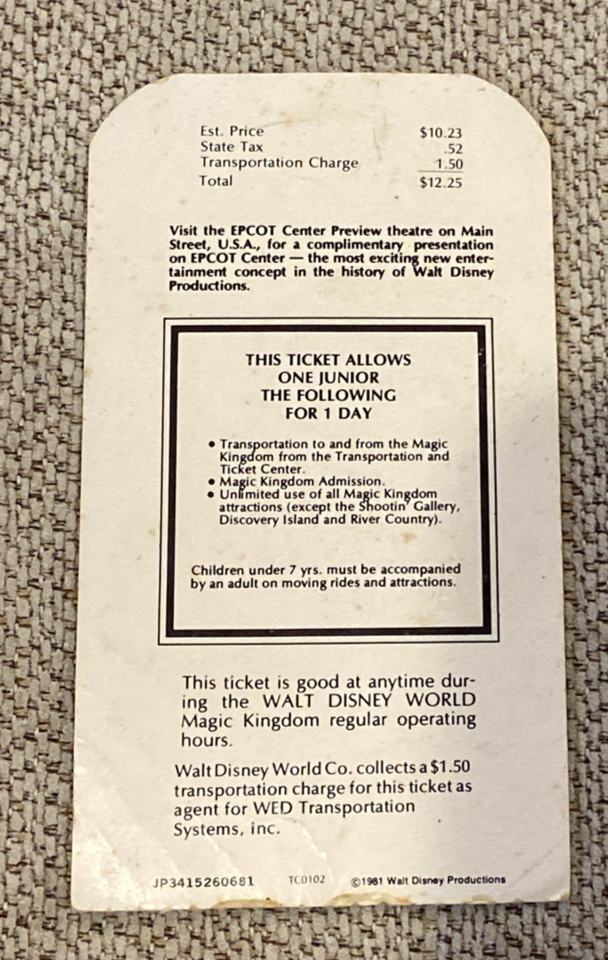 Est. Price $10.23
State Tax .52
Transportation Charge 1.50
Total $12.25
Visit the EPCOT Center Preview theatre on Main
Street, U.S.A., for a complimentary presentation
on EPCOT Center — the most exciting new enter-
tainment concept in the history of Walt Disney
Productions.
THIS TICKET ALLOWS
ONE JUNIOR
THE FOLLOWING
FOR 1 DAY
• Transportation to and from the Magic
Kingdom from the Transportation and
Ticket Center.
• Magic Kingdom Admission.
• Unlimited use of all Magic Kingdom
attractions (except the Shootin' Gallery,
Discovery Island and River Country).
Children under 7 yrs. must be accompanied
by an adult on moving rides and attractions.
This ticket is good at anytime dur-
ing the WALT DISNEY WORLD
Magic Kingdom regular operating
hours.
Walt Disney World Co. collects a $1.50
transportation charge for this ticket as
agent for WED Transportation
Systems, inc.
JP3415260681 TC0102 ©1981 Walt Disney Productions